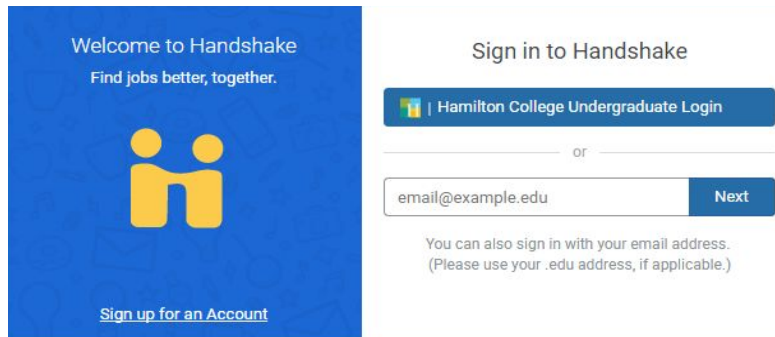 Welcome to Handshake
Find jobs better, together.
Sign up for an Account
Sign in to Handshake
| Hamilton College Undergraduate Login
or
email@example.edu
Next
You can also sign in with your email address.
(Please use your .edu address, if applicable.)